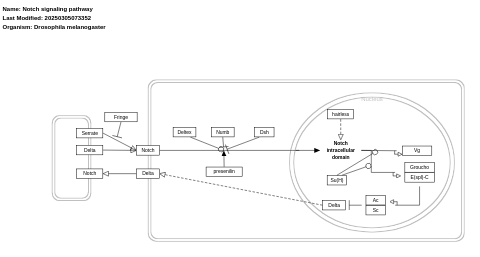 Name: Notch signaling pathway
Last Modified: 20250305073352
Organism: Drosophila melanogaster
Nucleus
hairless
Fringe
Serrate
Deltex
Numb
Dsh
Delta
Notch
Notch
intracellular
domain
Vg
Groucho
E(spl)-C
Notch
Delta
presenilin
Su(H)
Delta
Ac
Sc